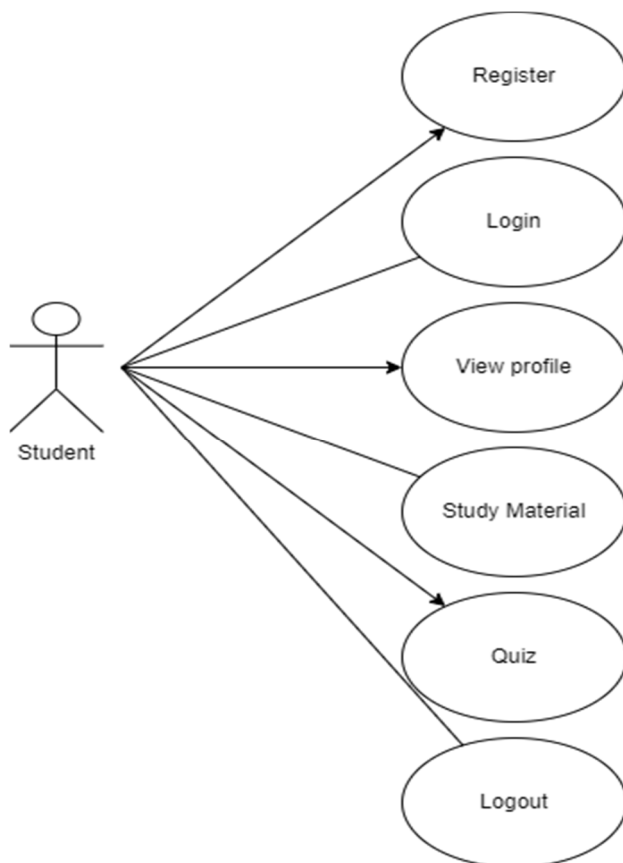 Register
Login
View profile
Student
Study Material
Quiz
Logout